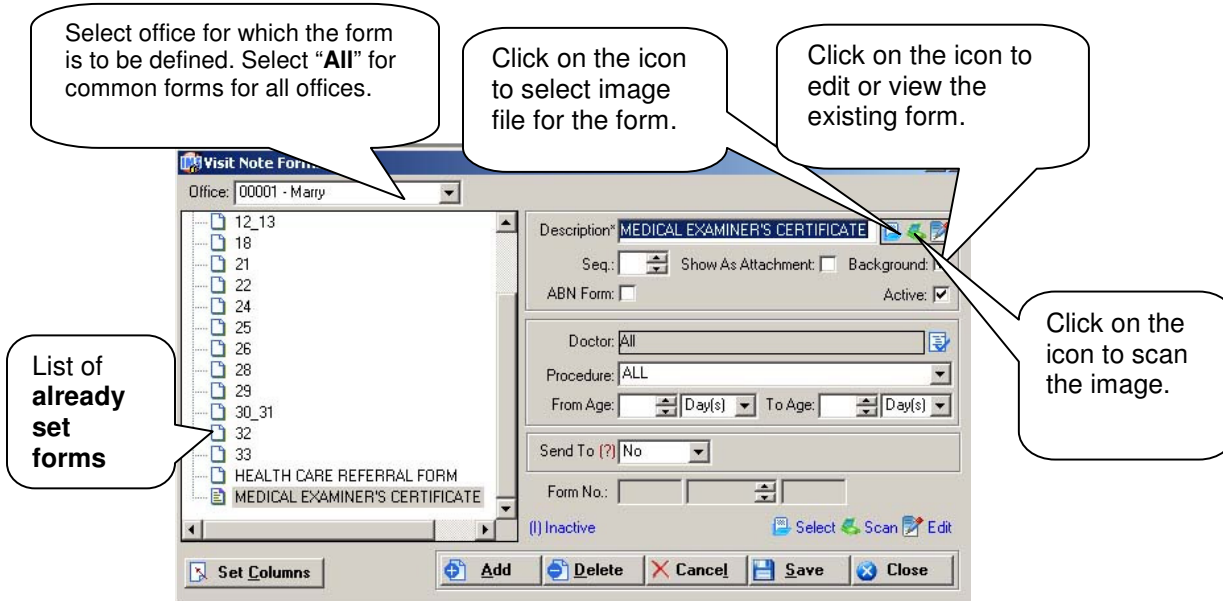 Select office for which the form
is to be defined. Select “All” for
common forms for all offices.
Click on the icon
to select image
file for the form.
Click on the icon to
edit or view the
existing form.
Visit Note Form
Office: 00001 - Marry
12_13
18
21
22
24
25
26
28
29
30_31
32
33
HEALTH CARE REFERRAL FORM
MEDICAL EXAMINER'S CERTIFICATE
Description* MEDICAL EXAMINER'S CERTIFICATE
Seq.: Show As Attachment: Background:
ABN Form: Active:
Doctor: All
Procedure: ALL
From Age: Day(s) To Age: Day(s)
Send To (?) No
Form No.:
(I) Inactive Select Scan Edit
List of
already
set
forms
Click on the
icon to scan
the image.
Set Columns Add Delete Cancel Save Close